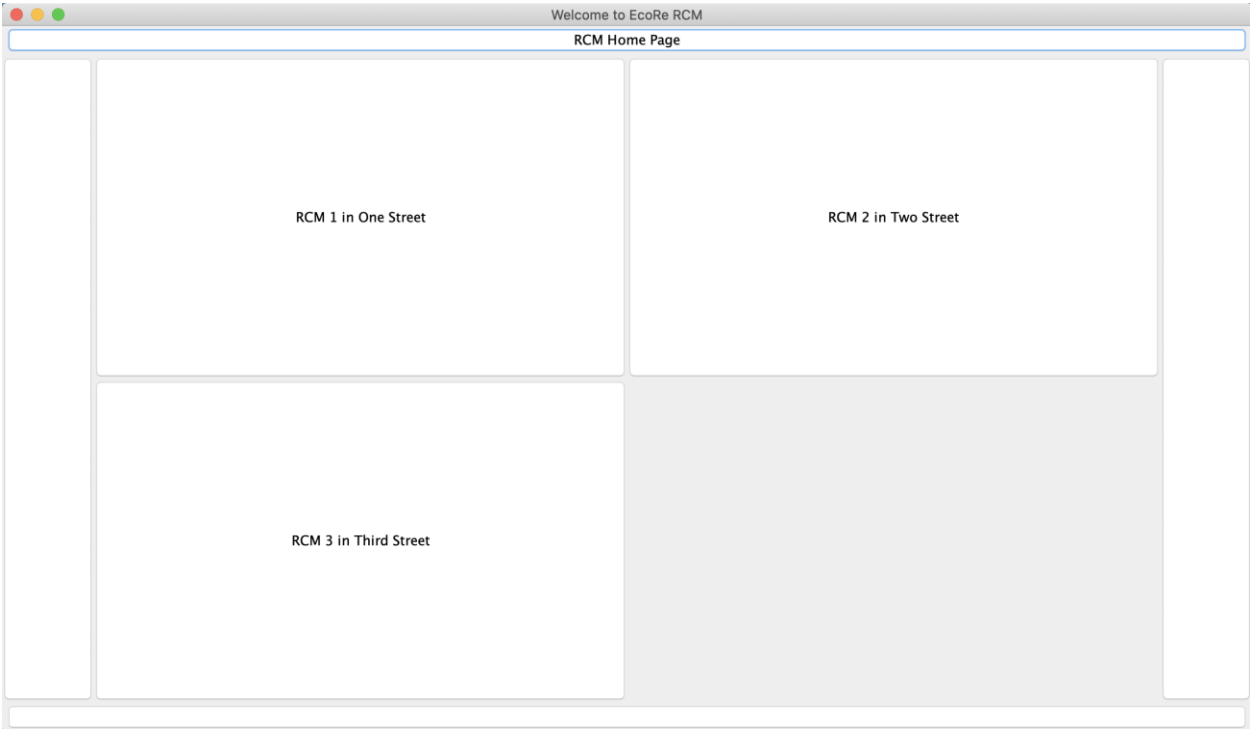 Welcome to EcoRe RCM
RCM Home Page
RCM 1 in One Street
RCM 2 in Two Street
RCM 3 in Third Street